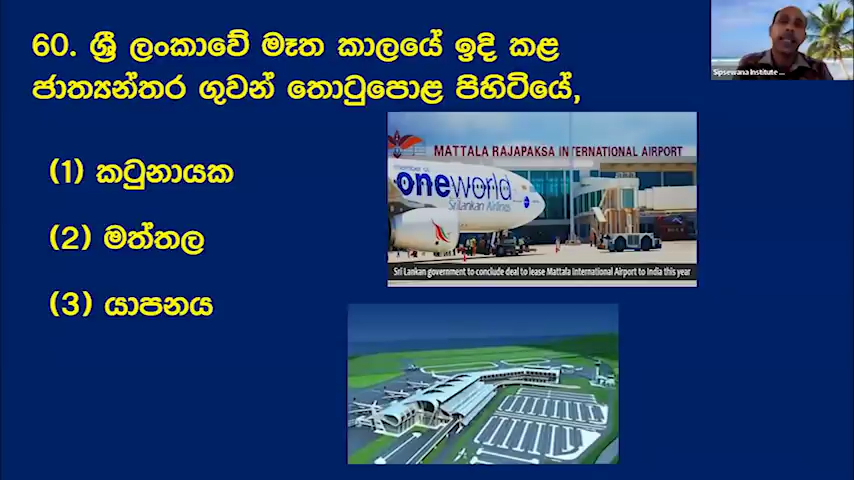 60. ශ්‍රී ලංකාවේ මෑත කාලයේ ඉදි කළ
ජාත්‍යන්තර ගුවන් තොටුපොළ පිහිටියේ,
Sipsewana Institute ...
(1) කටුනායක
(2) මත්තල
(3) යාපනය
MATTALA RAJAPAKSA INTERNATIONAL AIRPORT
oneworld
SriLankan Airlines
Sri Lankan government to conclude deal to lease Mattala International Airport to India this year